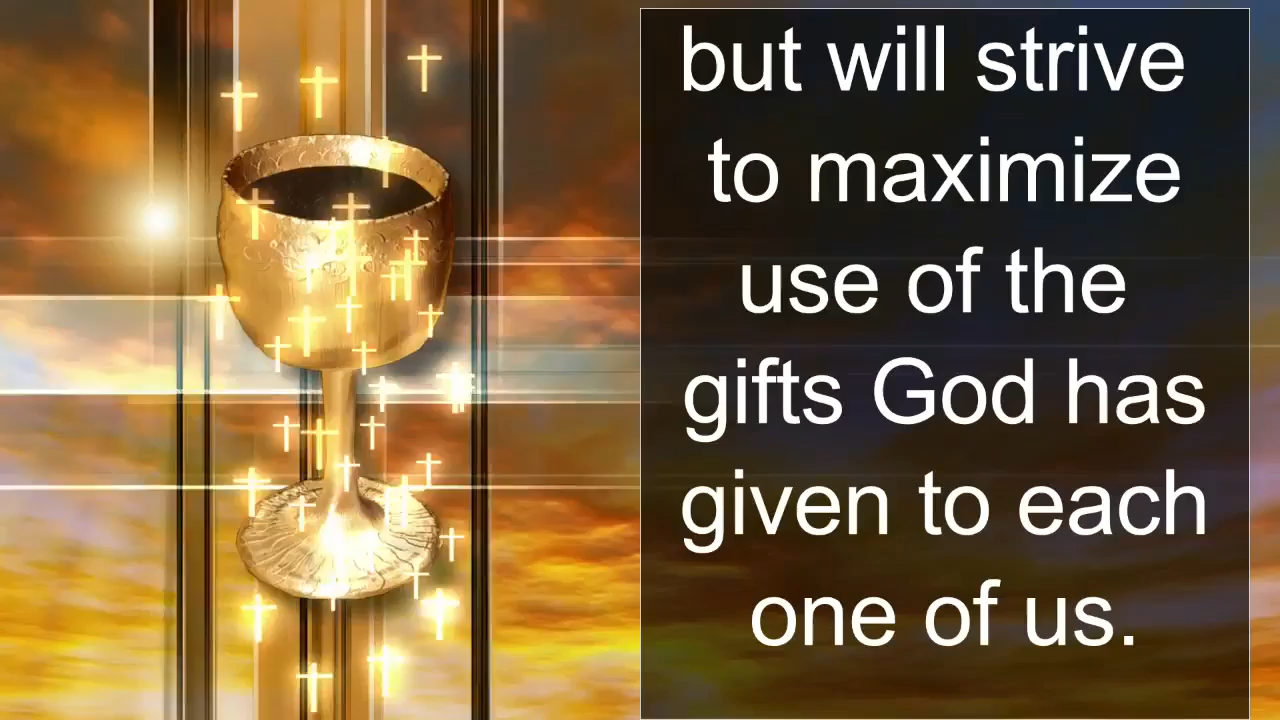 but will strive
to maximize
use of the
gifts God has
given to each
one of us.